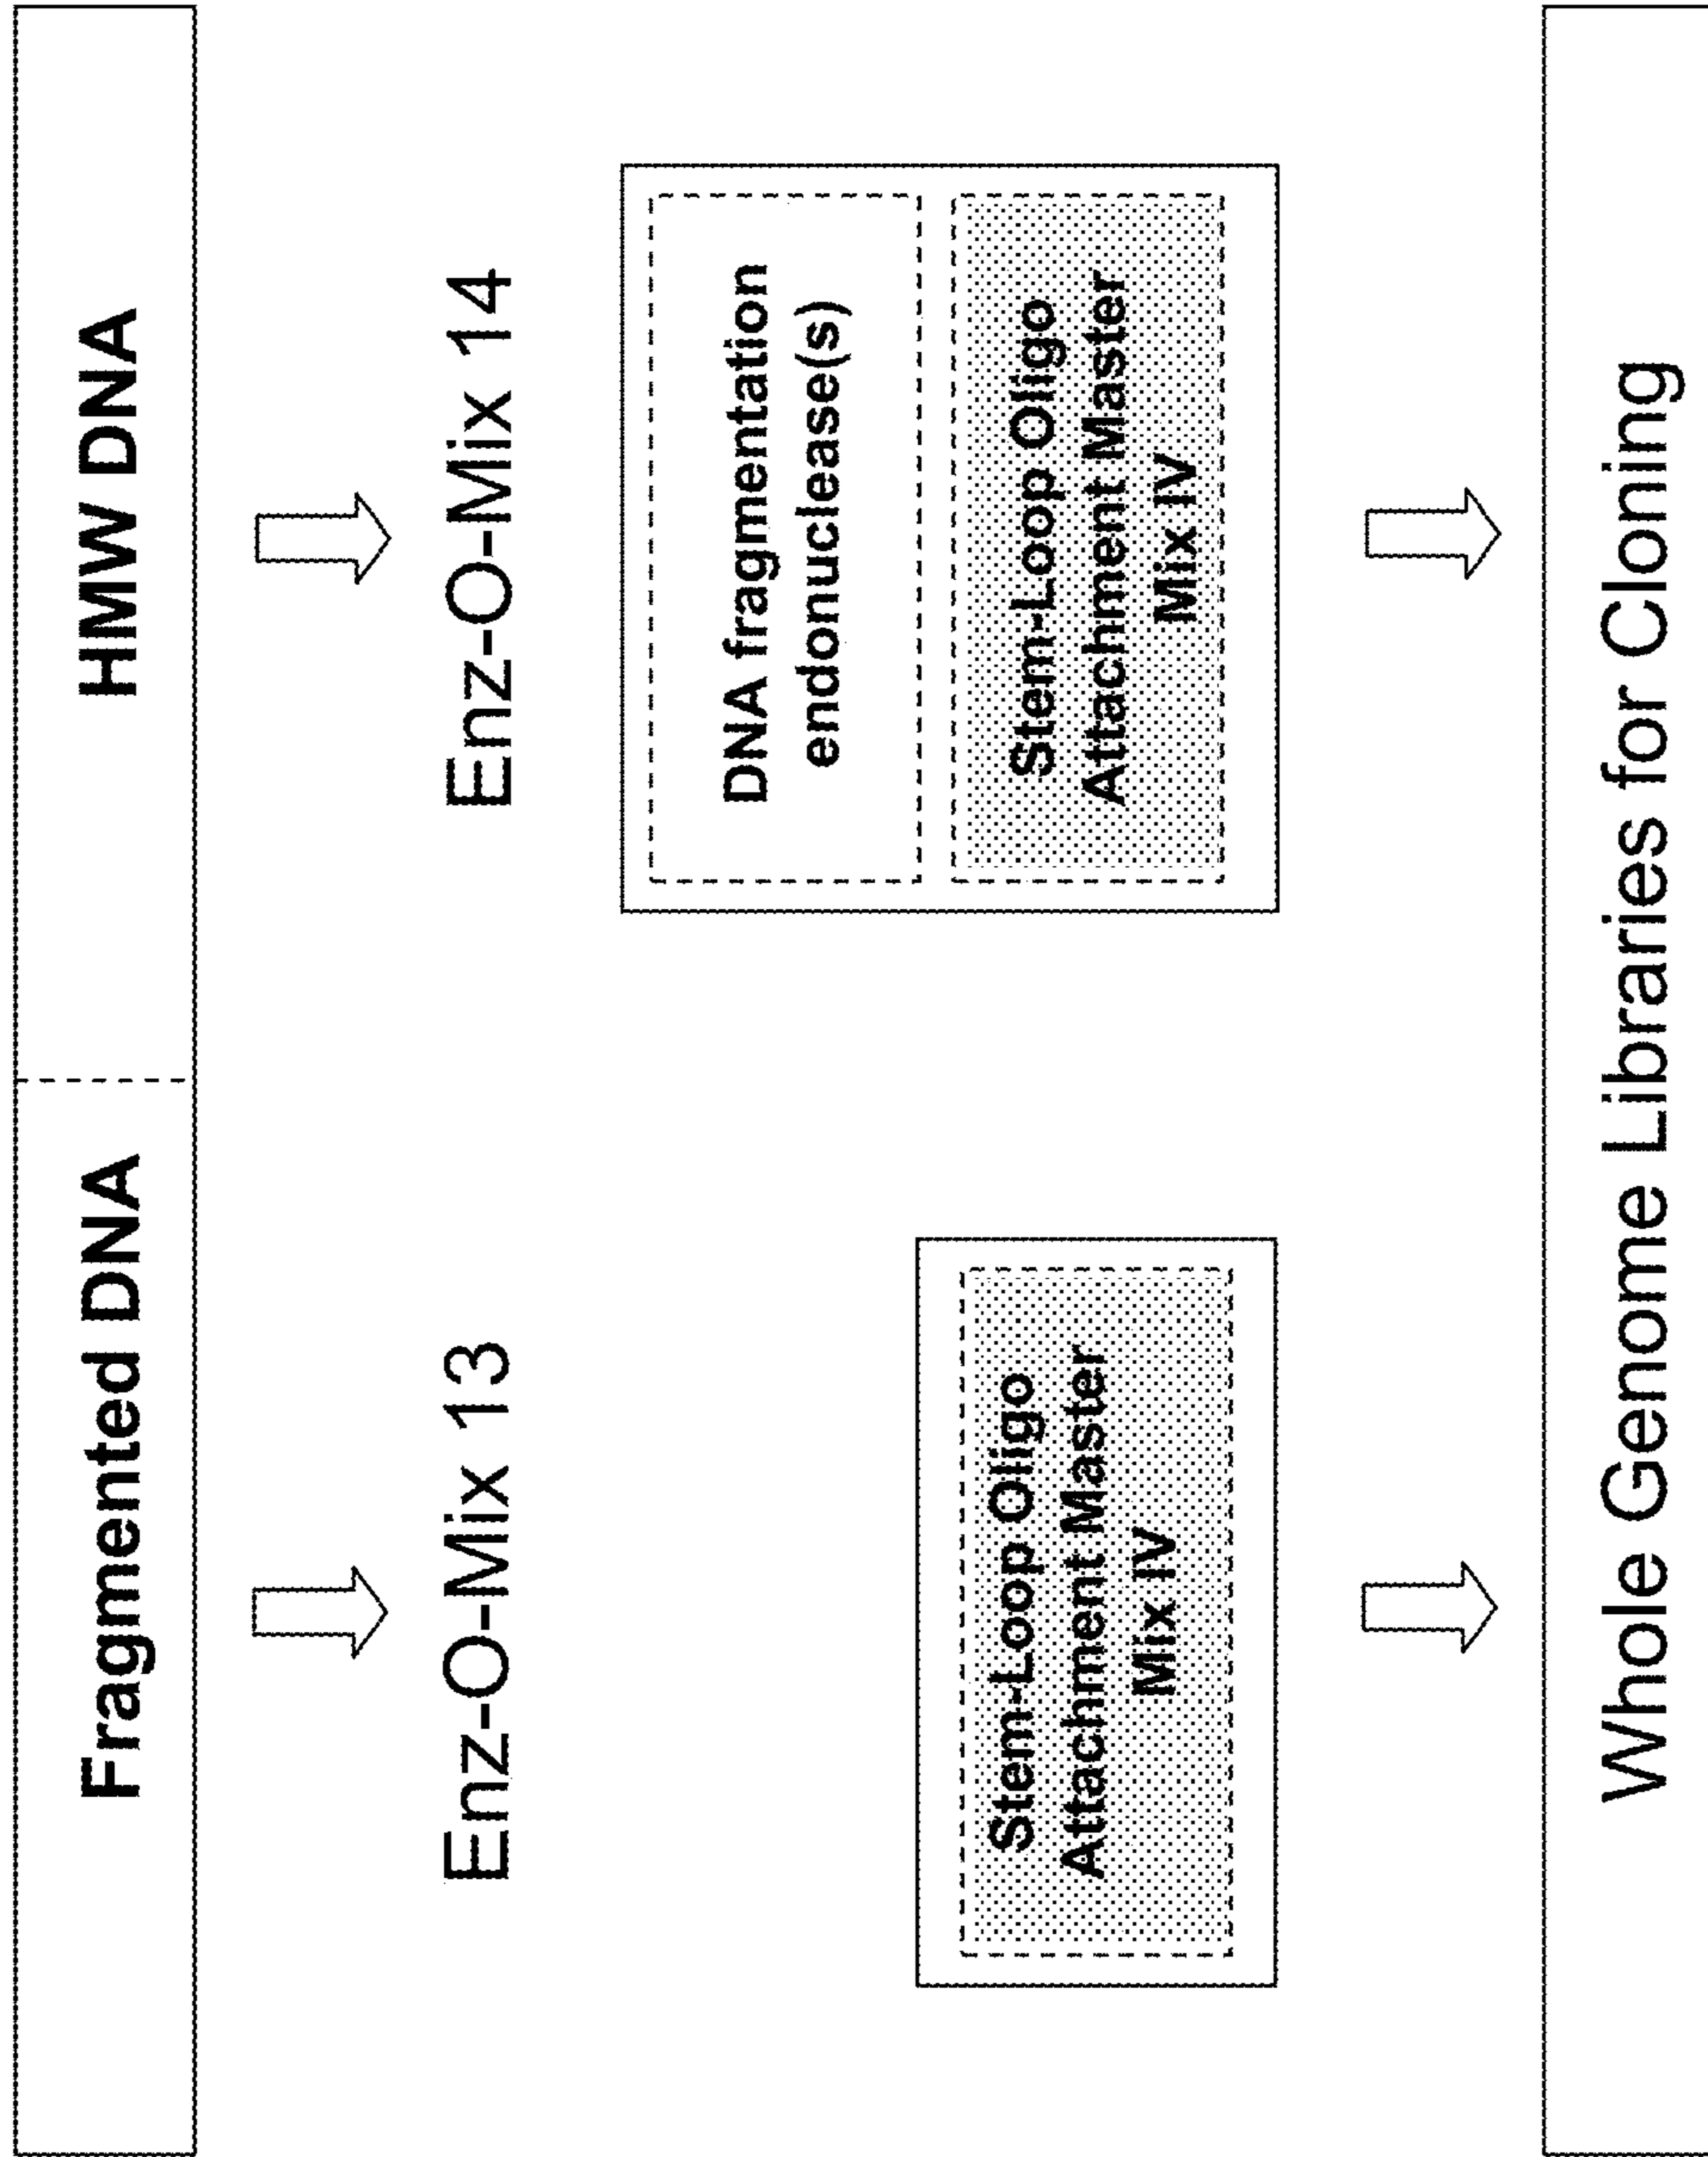 Fragmented DNA
HMW DNA
Enz-O-Mix 13
Enz-O-Mix 14
DNA fragmentation
endonuclease(s)
Stem-Loop Oligo
Attachment Master
Mix IV
Stem-Loop Oligo
Attachment Master
Mix IV
Whole Genome Libraries for Cloning